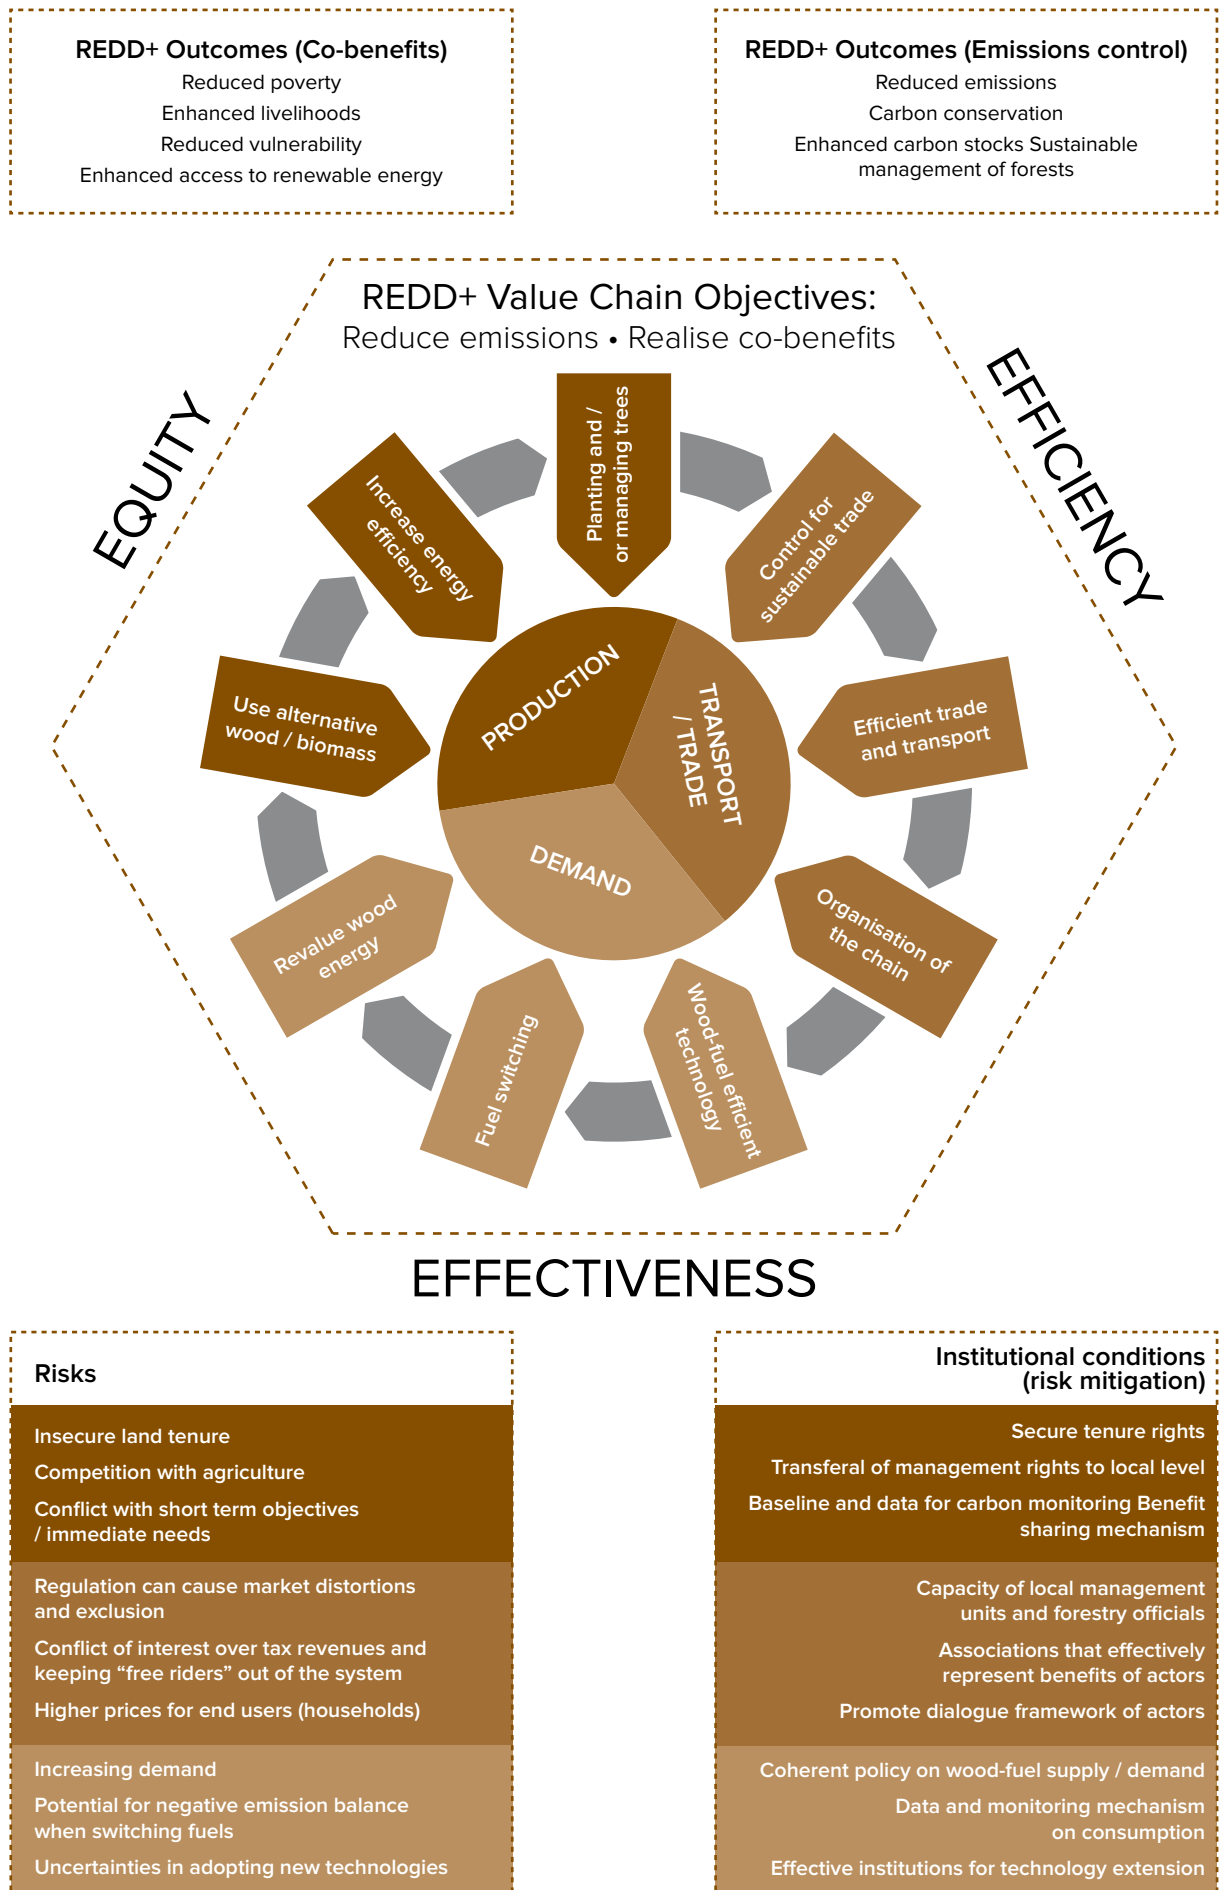 REDD+ Outcomes (Co-benefits)
Reduced poverty
Enhanced livelihoods
Reduced vulnerability
Enhanced access to renewable energy
REDD+ Outcomes (Emissions control)
Reduced emissions
Carbon conservation
Enhanced carbon stocks Sustainable
management of forests
REDD+ Value Chain Objectives:
Reduce emissions • Realise co-benefits
EQUITY
EFFICIENCY
Planting and /
or managing trees
Control for
sustainable trade
Efficient trade
and transport
Organisation of
the chain
Wood-fuel efficient
technology
Fuel switching
Revalue wood
energy
Use alternative
wood / biomass
Increase energy
efficiency
PRODUCTION
TRANSPORT
/ TRADE
DEMAND
EFFECTIVENESS
Risks
Insecure land tenure
Competition with agriculture
Conflict with short term objectives
/ immediate needs
Regulation can cause market distortions
and exclusion
Conflict of interest over tax revenues and
keeping “free riders” out of the system
Higher prices for end users (households)
Increasing demand
Potential for negative emission balance
when switching fuels
Uncertainties in adopting new technologies
Institutional conditions
(risk mitigation)
Secure tenure rights
Transferal of management rights to local level
Baseline and data for carbon monitoring Benefit
sharing mechanism
Capacity of local management
units and forestry officials
Associations that effectively
represent benefits of actors
Promote dialogue framework of actors
Coherent policy on wood-fuel supply / demand
Data and monitoring mechanism
on consumption
Effective institutions for technology extension